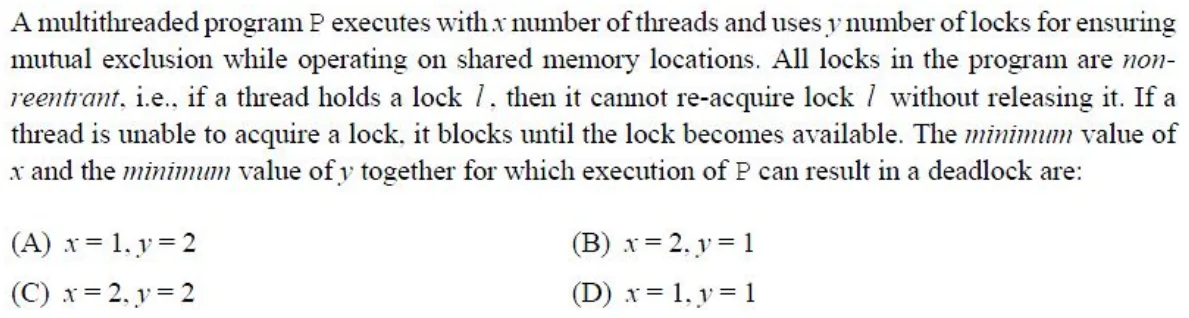 A multithreaded program P executes with x number of threads and uses y number of locks for ensuring
mutual exclusion while operating on shared memory locations. All locks in the program are non-
reentrant, i.e., if a thread holds a lock l, then it cannot re-acquire lock l without releasing it. If a
thread is unable to acquire a lock, it blocks until the lock becomes available. The minimum value of
x and the minimum value of y together for which execution of P can result in a deadlock are:
(A) x = 1, y = 2 (B) x = 2, y = 1
(C) x = 2, y = 2 (D) x = 1, y = 1